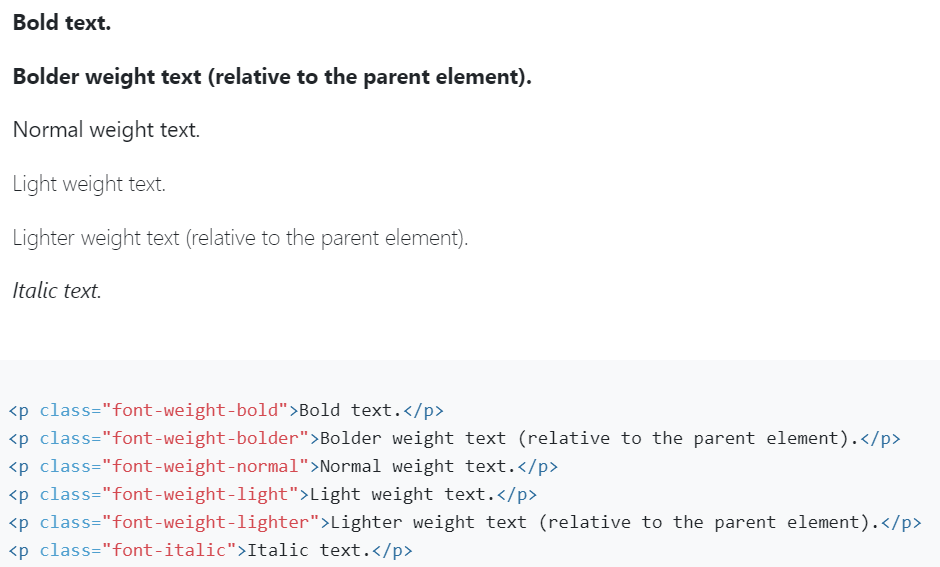 Bold text.
Bolder weight text (relative to the parent element).
Normal weight text.
Light weight text.
Lighter weight text (relative to the parent element).
Italic text.
<p class="font-weight-bold">Bold text.</p>
<p class="font-weight-bolder">Bolder weight text (relative to the parent element).</p>
<p class="font-weight-normal">Normal weight text.</p>
<p class="font-weight-light">Light weight text.</p>
<p class="font-weight-lighter">Lighter weight text (relative to the parent element).</p>
<p class="font-italic">Italic text.</p>